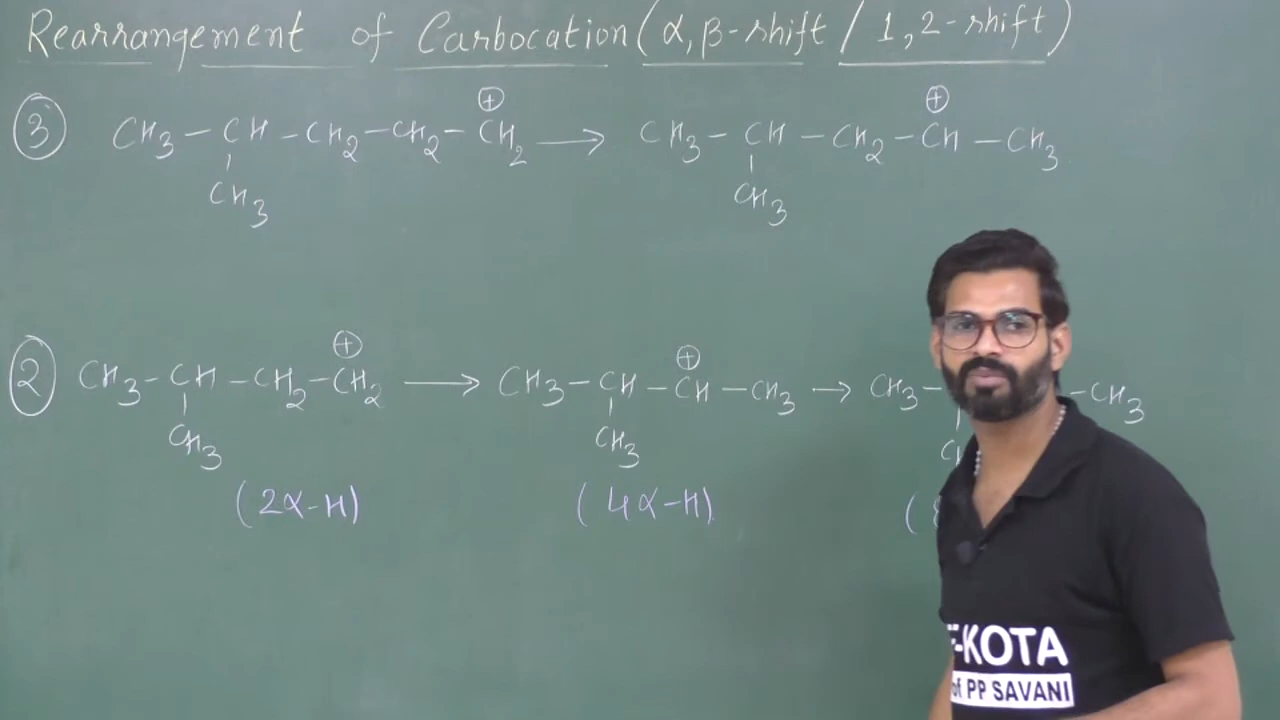 Rearrangement of Carbocation (α,β-shift / 1,2-shift)
③ CH3 – CH – CH2 – CH2 – CH2 ⊕ → CH3 – CH – CH2 – CH ⊕ – CH3
CH3 CH3
② CH3 – CH – CH2 – CH2 ⊕ → CH3 – CH – CH ⊕ – CH3 → CH3 – – CH3
CH3 CH3
(2α-H) (4α-H)
-KOTA
of PP SAVANI